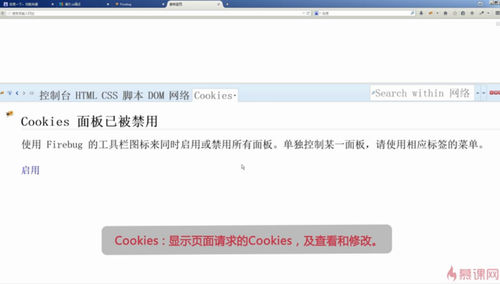 Firebug
新标签页
控制台 HTML CSS 脚本 DOM 网络 Cookies
Search within 网络
Cookies 面板已被禁用
使用 Firebug 的工具栏图标来同时启用或禁用所有面板。单独控制某一面板,请使用相应标签的菜单。
启用
Cookies:显示页面请求的Cookies,及查看和修改。
慕课网